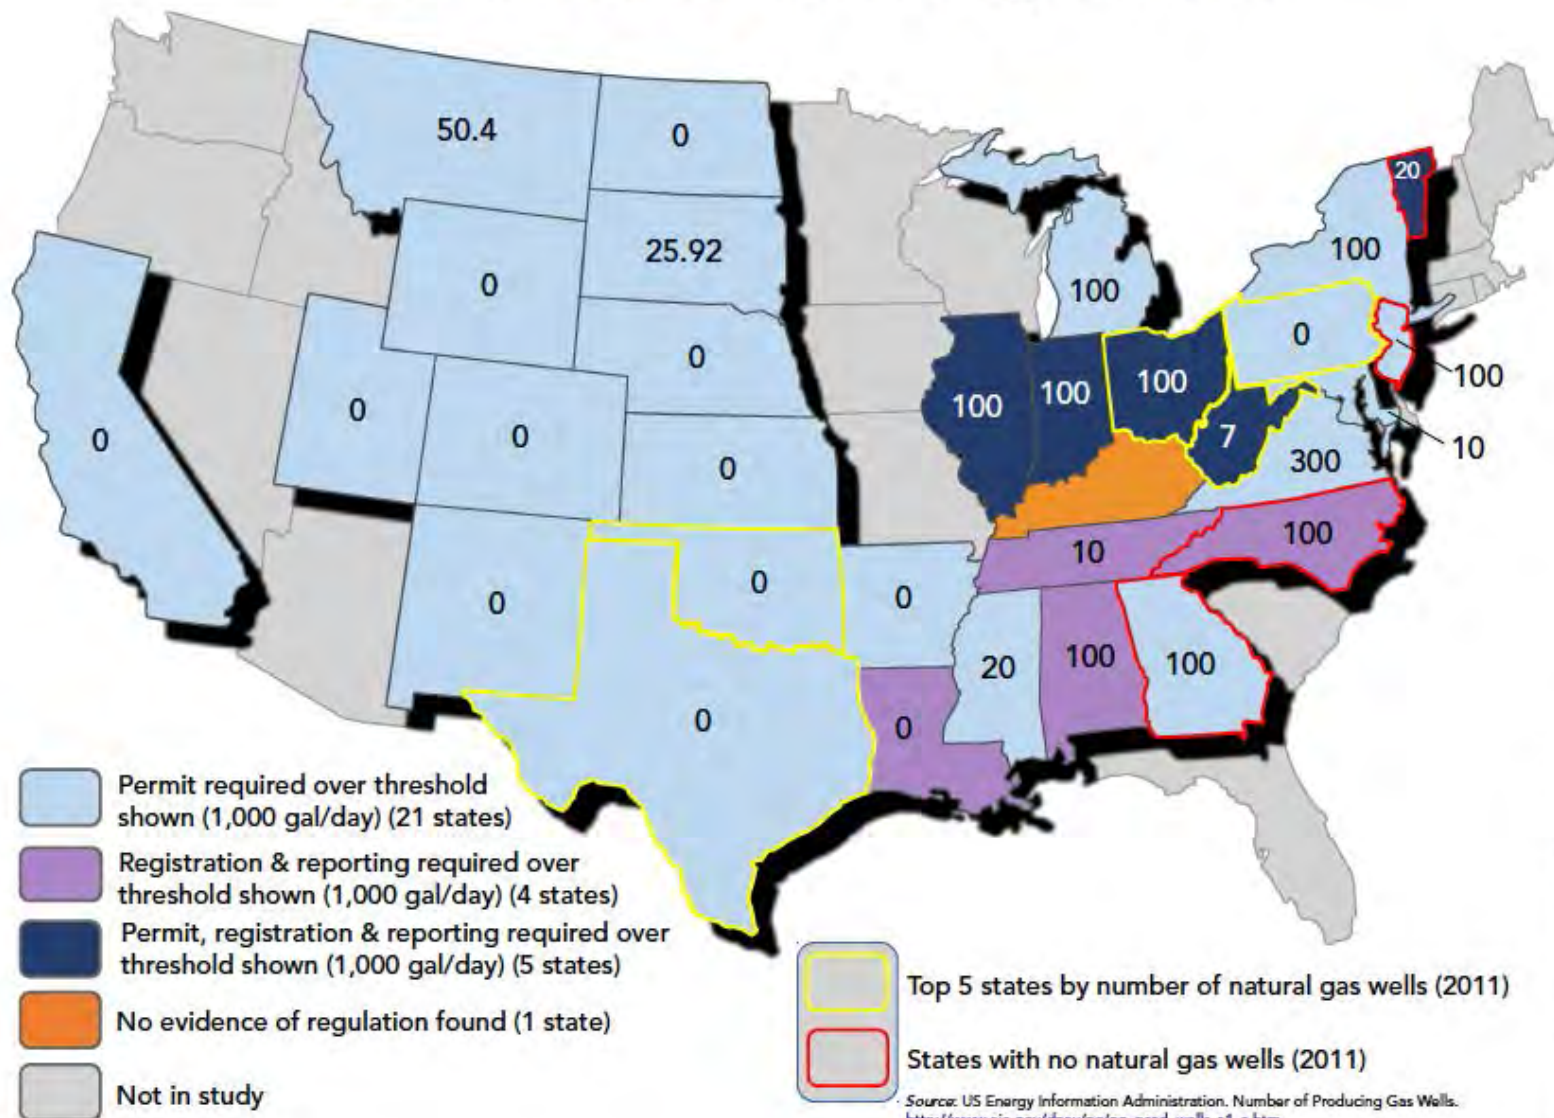 50.4
0
20
25.92
100
0
100
0
0
100
100
100
100
7
10
0
0
0
0
300
10
100
0
0
0
20
100
100
0
0
Permit required over threshold
shown (1,000 gal/day) (21 states)
Registration & reporting required over
threshold shown (1,000 gal/day) (4 states)
Permit, registration & reporting required over
threshold shown (1,000 gal/day) (5 states)
No evidence of regulation found (1 state)
Not in study
Top 5 states by number of natural gas wells (2011)
States with no natural gas wells (2011)
Source: US Energy Information Administration. Number of Producing Gas Wells.